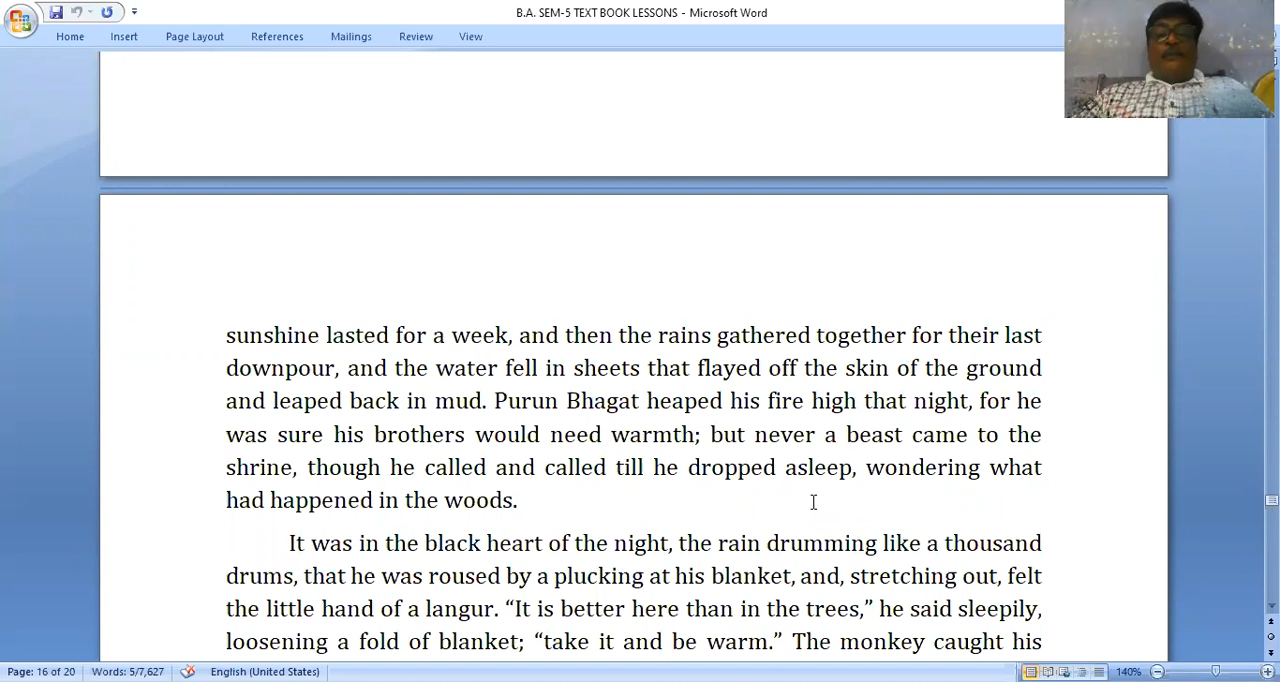 B.A. SEM-5 TEXT BOOK LESSONS - Microsoft Word
Home Insert Page Layout References Mailings Review View
sunshine lasted for a week, and then the rains gathered together for their last
downpour, and the water fell in sheets that flayed off the skin of the ground
and leaped back in mud. Purun Bhagat heaped his fire high that night, for he
was sure his brothers would need warmth; but never a beast came to the
shrine, though he called and called till he dropped asleep, wondering what
had happened in the woods.
It was in the black heart of the night, the rain drumming like a thousand
drums, that he was roused by a plucking at his blanket, and, stretching out, felt
the little hand of a langur. “It is better here than in the trees,” he said sleepily,
loosening a fold of blanket; “take it and be warm.” The monkey caught his
Page: 16 of 20 Words: 5/7,627 English (United States) 140%